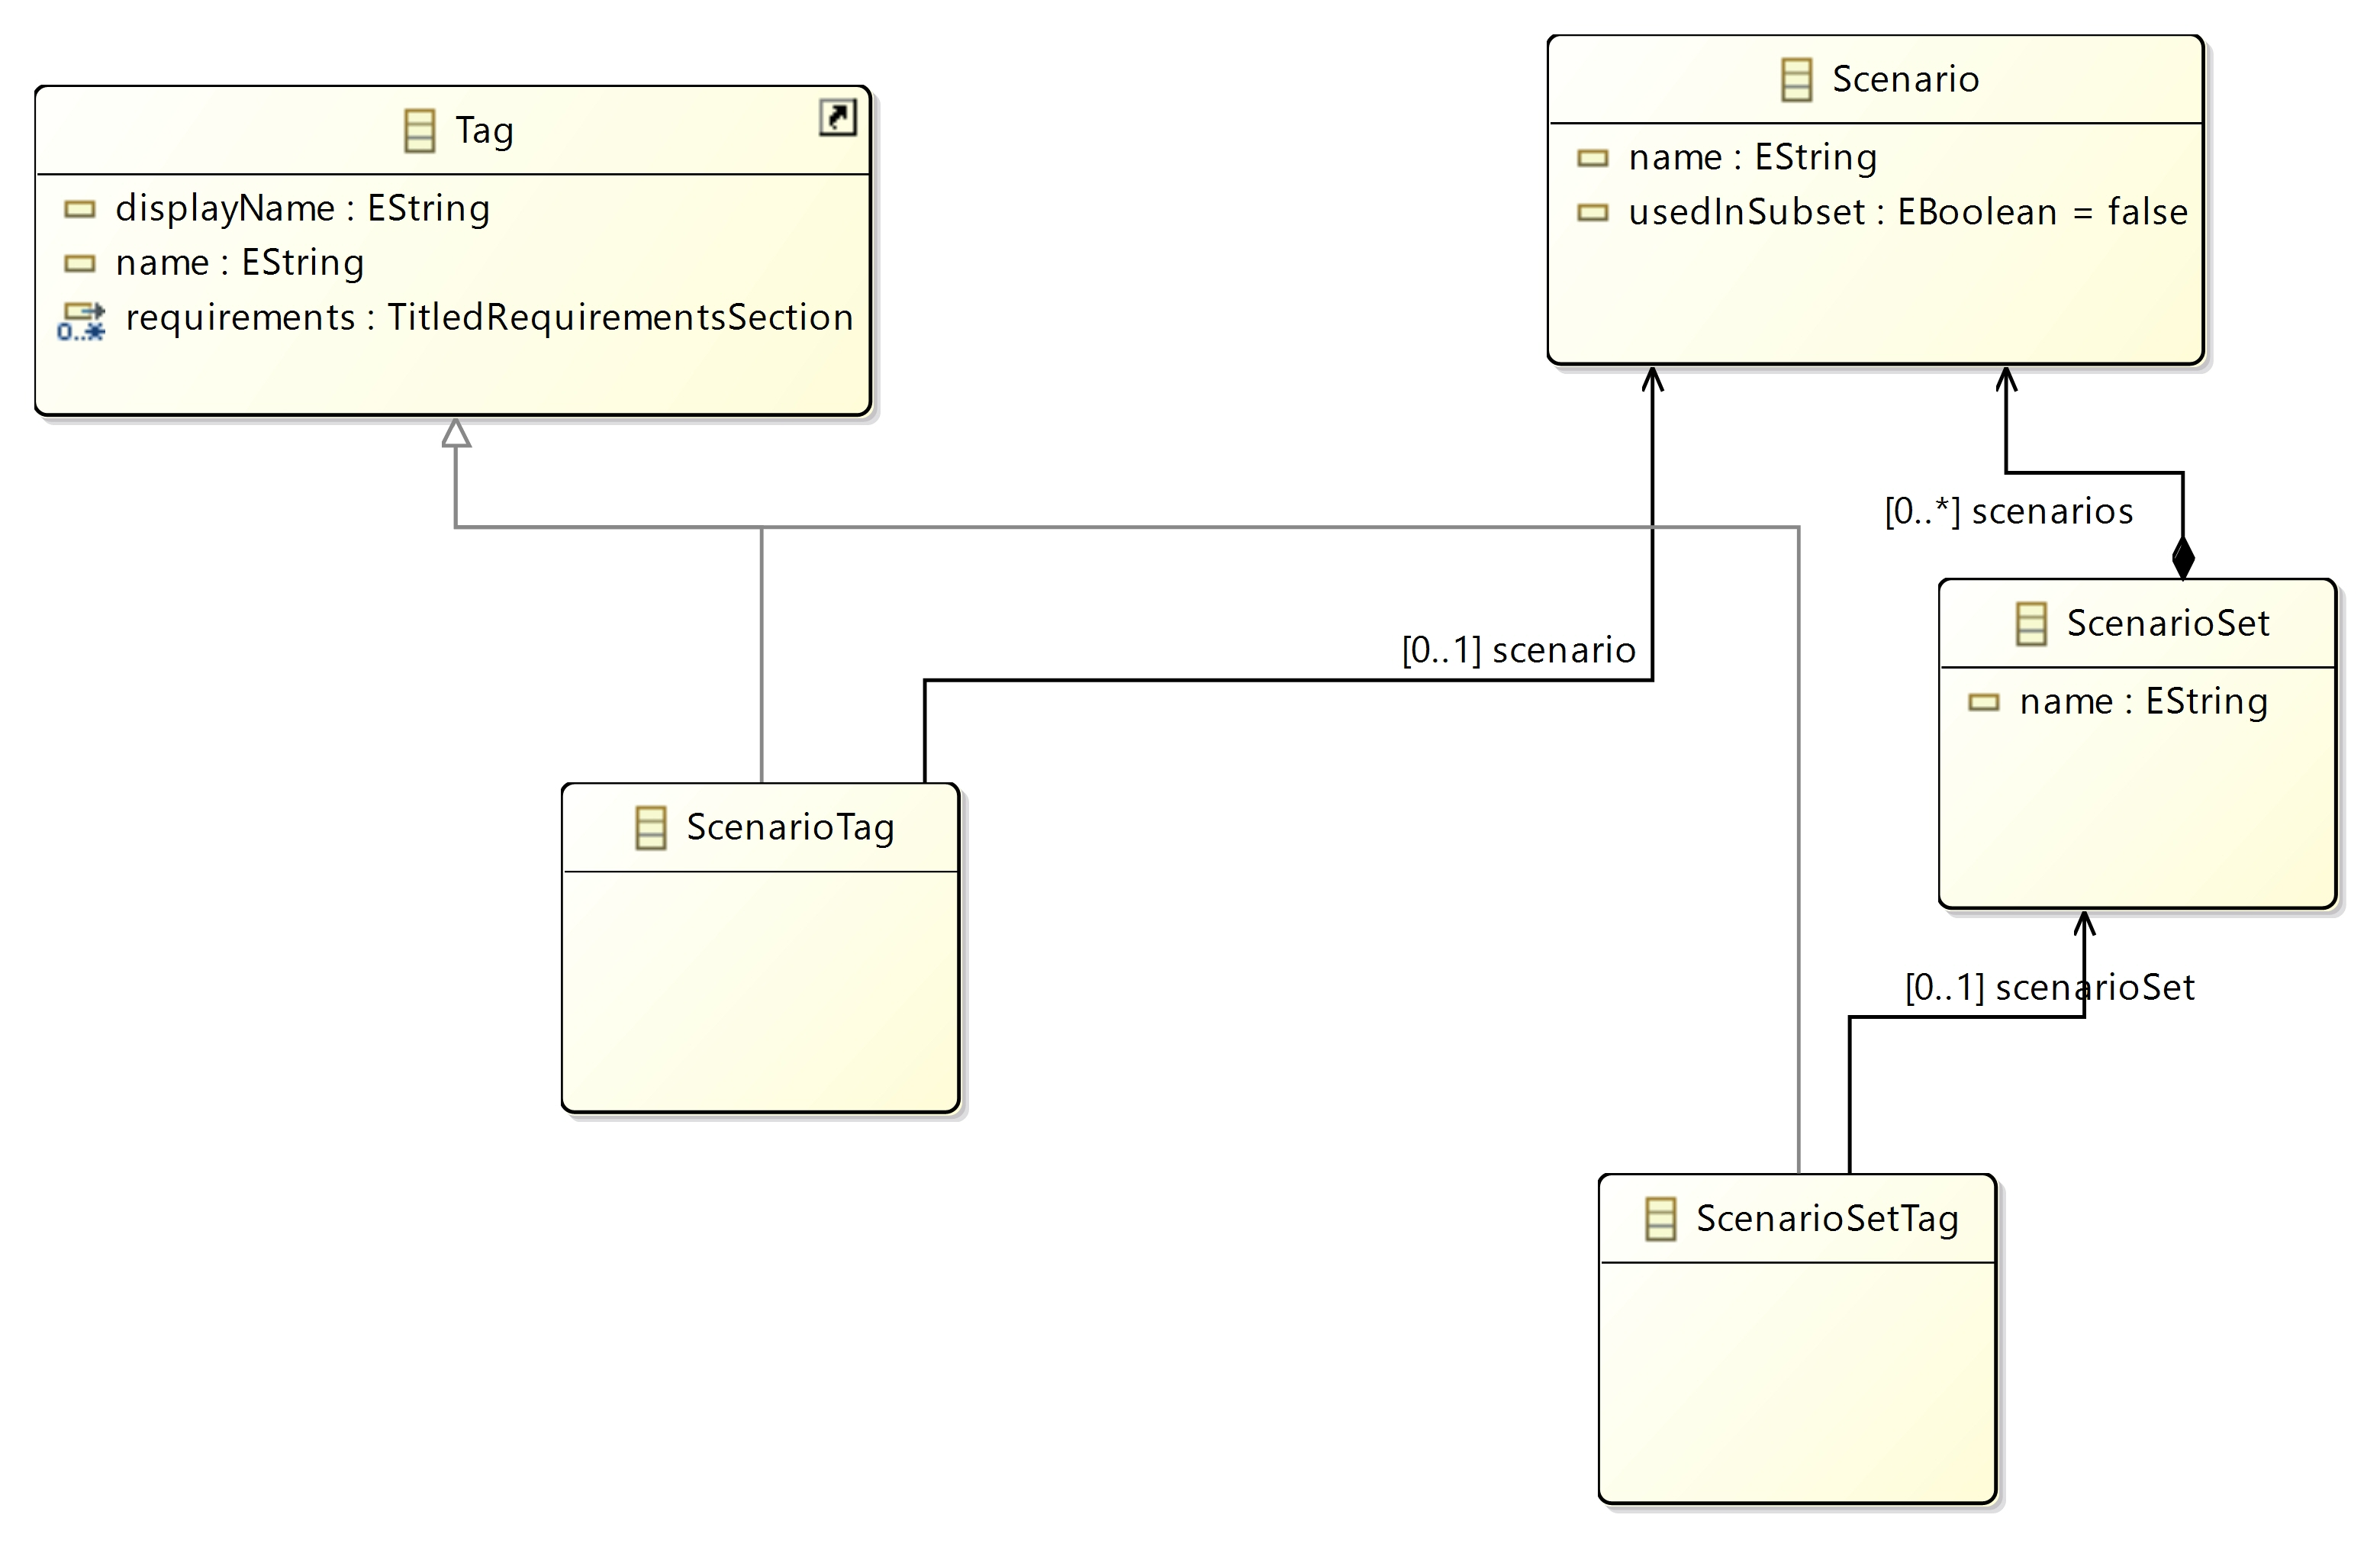 Tag
displayName : EString
name : EString
0..* requirements : TitledRequirementsSection
Scenario
name : EString
usedInSubset : EBoolean = false
[0..*] scenarios
[0..1] scenario
ScenarioSet
name : EString
ScenarioTag
[0..1] scenarioSet
ScenarioSetTag